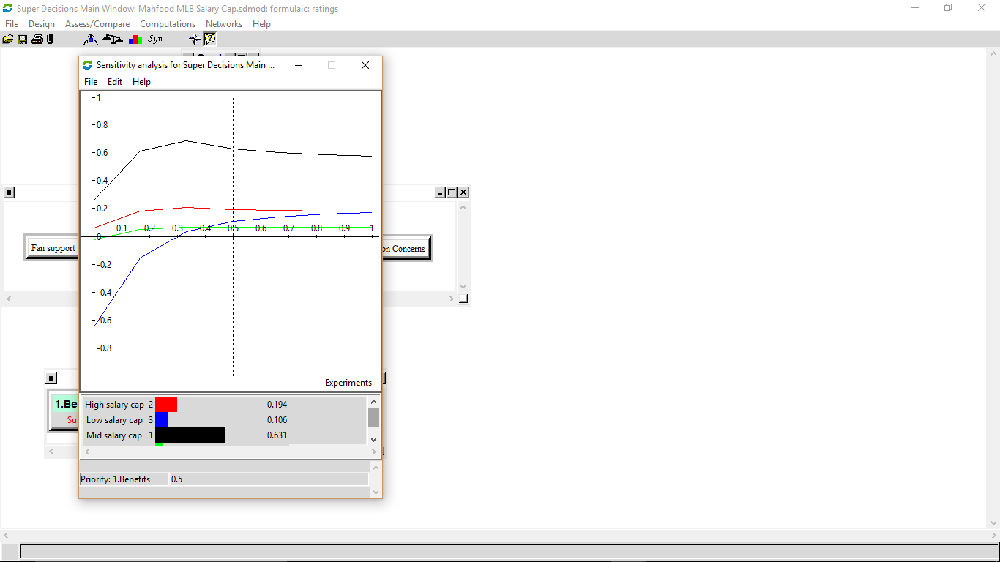 Super Decisions Main Window: Mahfood MLB Salary Cap.sdmod: formulaic: ratings
File Design Assess/Compare Computations Networks Help
Syn
Sensitivity analysis for Super Decisions Main ...
File Edit Help
1
0.8
0.6
0.4
0.2
0.1 0.2 0.3 0.4 0.5 0.6 0.7 0.8 0.9 1
0
-0.2
-0.4
-0.6
-0.8
Experiments
Fan support
on Concerns
1.Be
Sul
High salary cap 2 0.194
Low salary cap 3 0.106
Mid salary cap 1 0.631
Priority: 1.Benefits 0.5